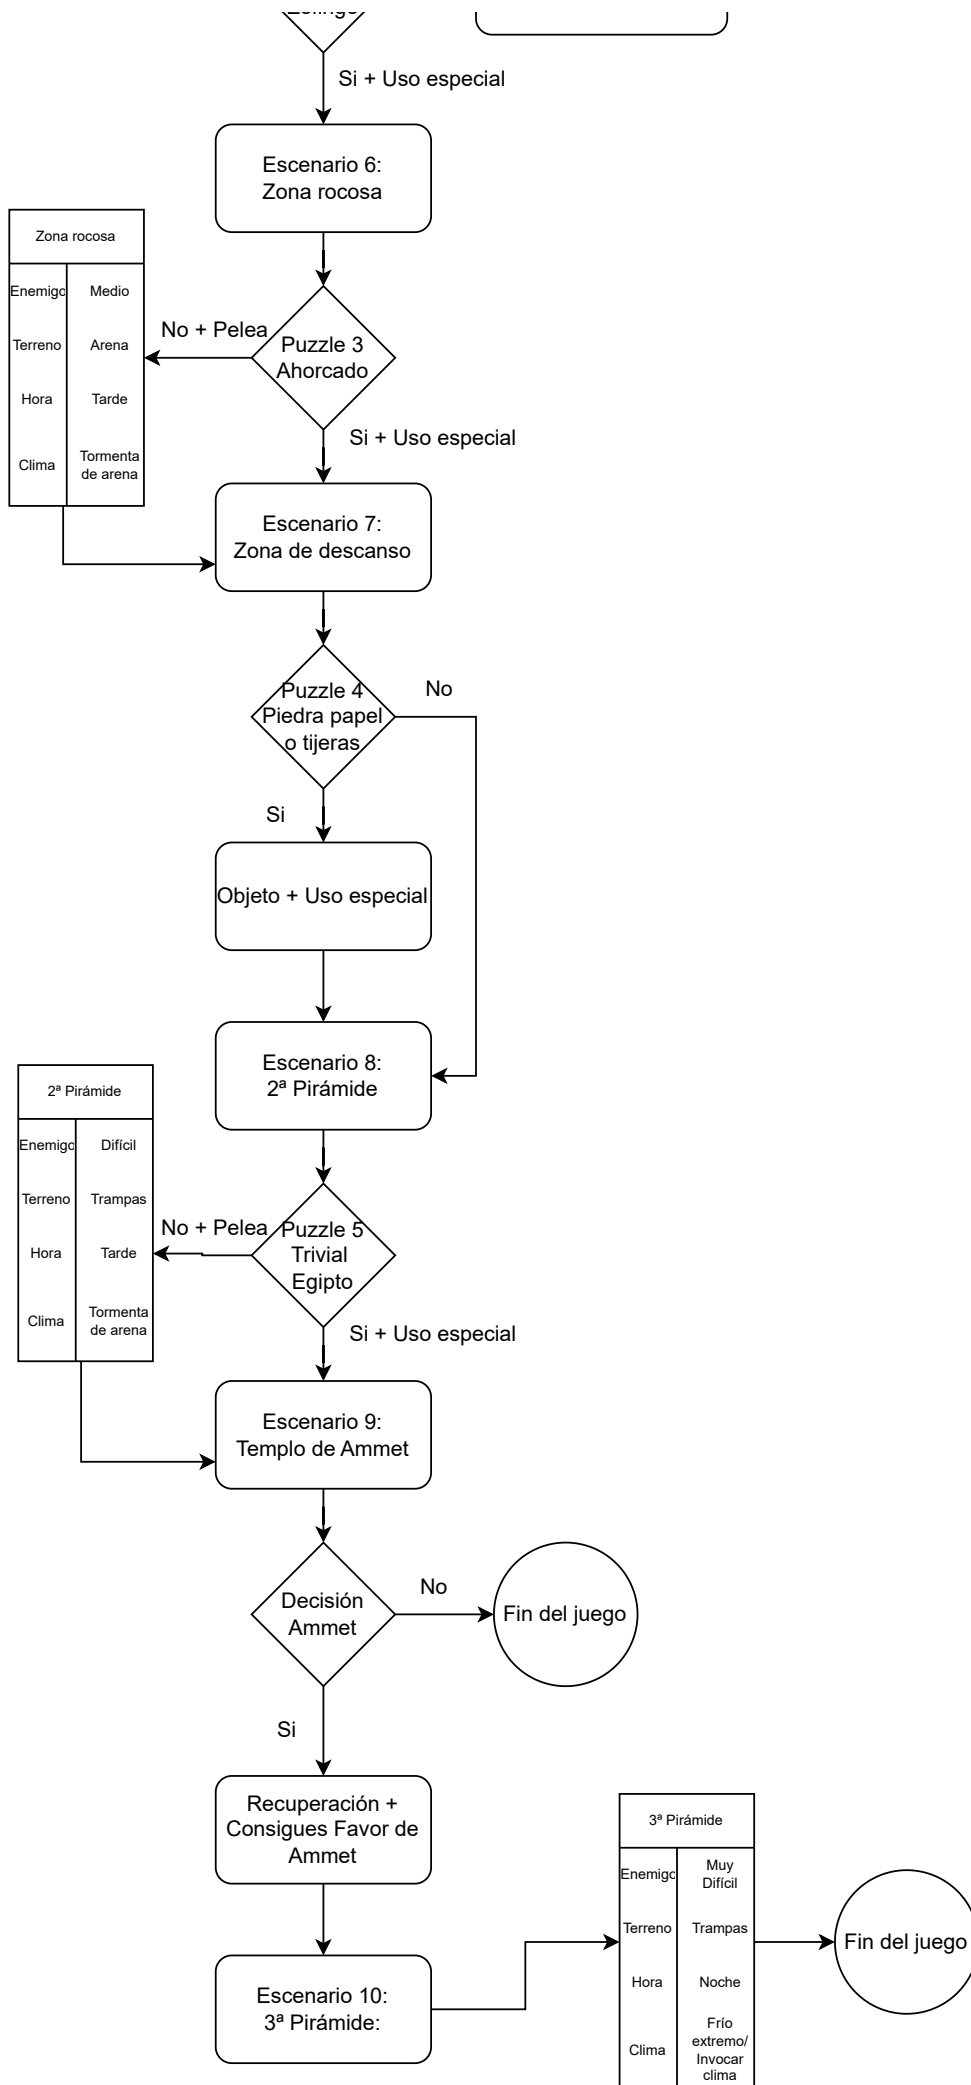 Si + Uso especial
Escenario 6:
Zona rocosa
Zona rocosa
Enemigo
Medio
Terreno
Arena
Hora
Tarde
Clima
Tormenta
de arena
No + Pelea
Puzzle 3
Ahorcado
Si + Uso especial
Escenario 7:
Zona de descanso
Puzzle 4
Piedra papel
o tijeras
No
Si
Objeto + Uso especial
Escenario 8:
2ª Pirámide
2ª Pirámide
Enemigo
Difícil
Terreno
Trampas
Hora
Tarde
Clima
Tormenta
de arena
No + Pelea
Puzzle 5
Trivial
Egipto
Si + Uso especial
Escenario 9:
Templo de Ammet
Decisión
Ammet
No
Fin del juego
Si
Recuperación +
Consigues Favor de
Ammet
Escenario 10:
3ª Pirámide:
3ª Pirámide
Enemigo
Muy
Difícil
Terreno
Trampas
Hora
Noche
Clima
Frío
extremo/
Invocar
clima
Fin del juego